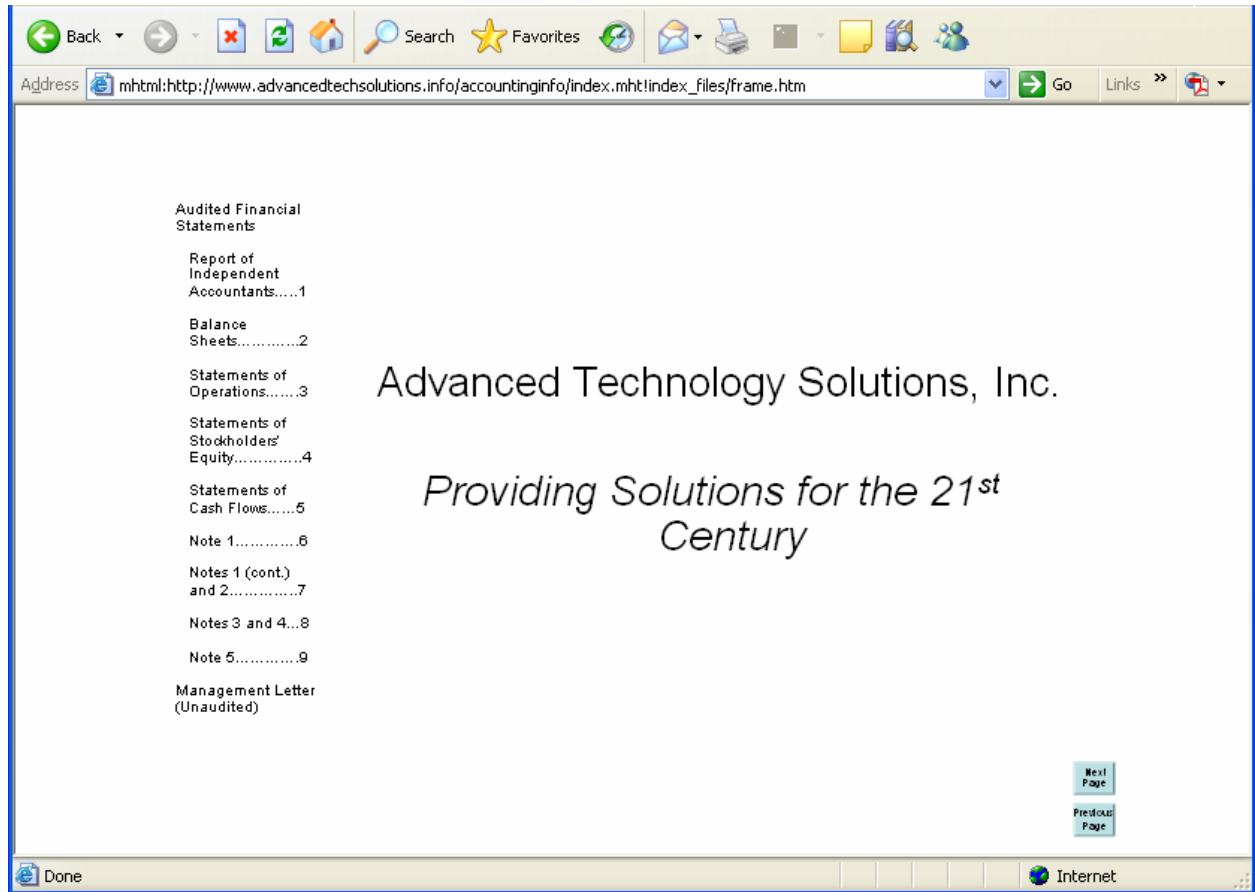 Back
Search
Favorites
Address
mhtml:http://www.advancedtechsolutions.info/accountinginfo/index.mht!index_files/frame.htm
Go
Links »
Audited Financial
Statements
Report of
Independent
Accountants.....1
Balance
Sheets............2
Statements of
Operations.......3
Statements of
Stockholders'
Equity.............4
Statements of
Cash Flows......5
Note 1............6
Notes 1 (cont.)
and 2.............7
Notes 3 and 4...8
Note 5............9
Management Letter
(Unaudited)
Advanced Technology Solutions, Inc.
Providing Solutions for the 21st
Century
Next
Page
Previous
Page
Done
Internet